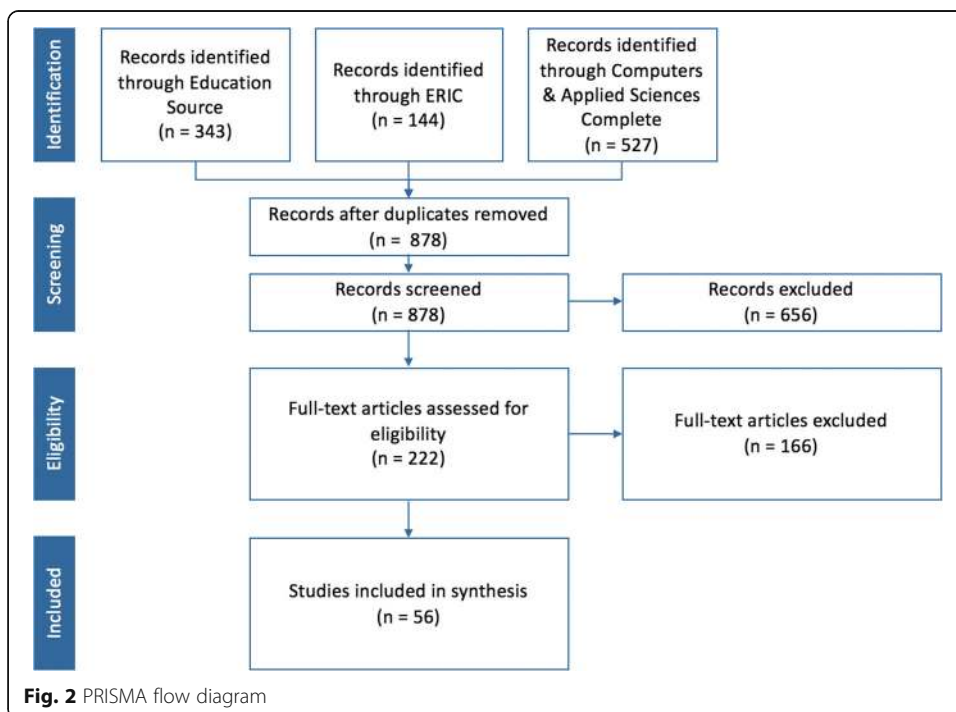 Identification
Records identified
through Education
Source
(n = 343)
Records identified
through ERIC
(n = 144)
Records identified
through Computers
& Applied Sciences
Complete
(n = 527)
Screening
Records after duplicates removed
(n = 878)
Records screened
(n = 878)
Records excluded
(n = 656)
Eligibility
Full-text articles assessed for
eligibility
(n = 222)
Full-text articles excluded
(n = 166)
Included
Studies included in synthesis
(n = 56)
Fig. 2 PRISMA flow diagram